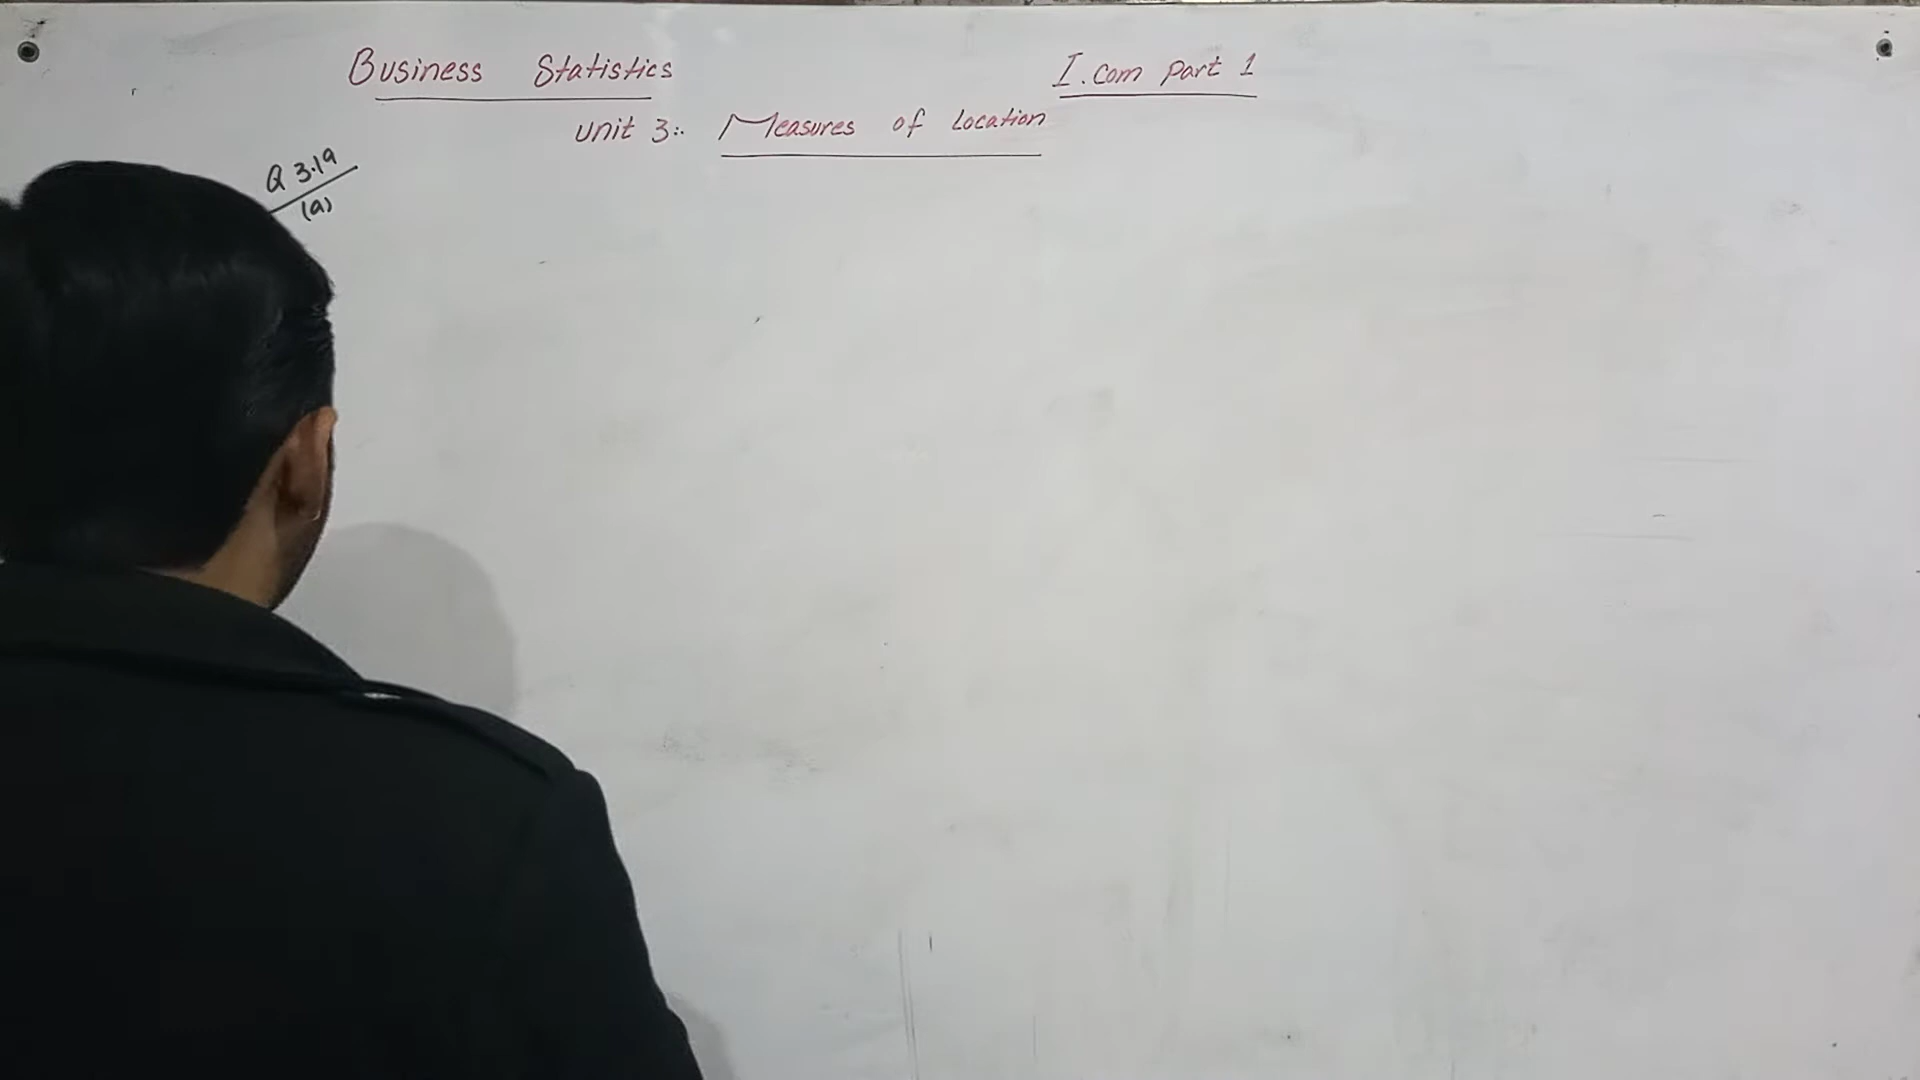 Business Statistics I.Com Part 1
Unit 3:. Measures of Location
Q 3.19
(a)